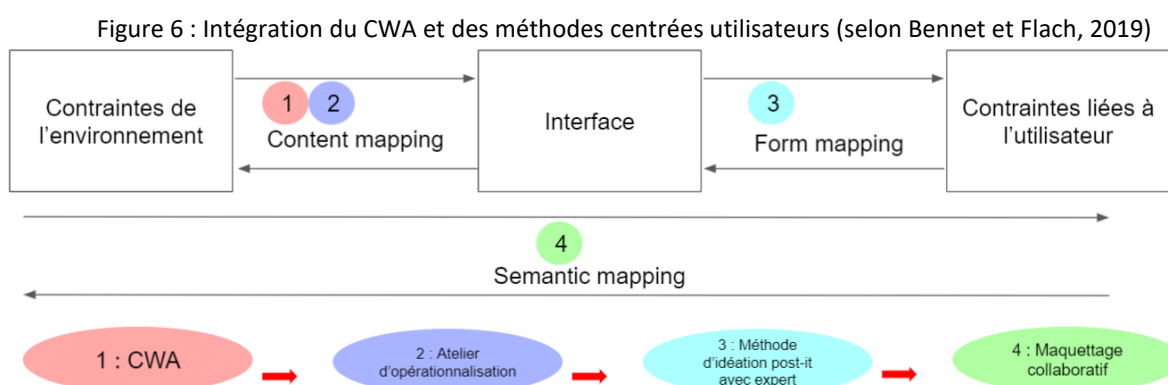 Figure 6 : Intégration du CWA et des méthodes centrées utilisateurs (selon Bennet et Flach, 2019)
Contraintes de
l'environnement
1 2
Content mapping
Interface
3
Form mapping
Contraintes liées à
l'utilisateur
4
Semantic mapping
1 : CWA
2 : Atelier
d'opérationnalisation
3 : Méthode
d'idéation post-it
avec expert
4 : Maquettage
collaboratif